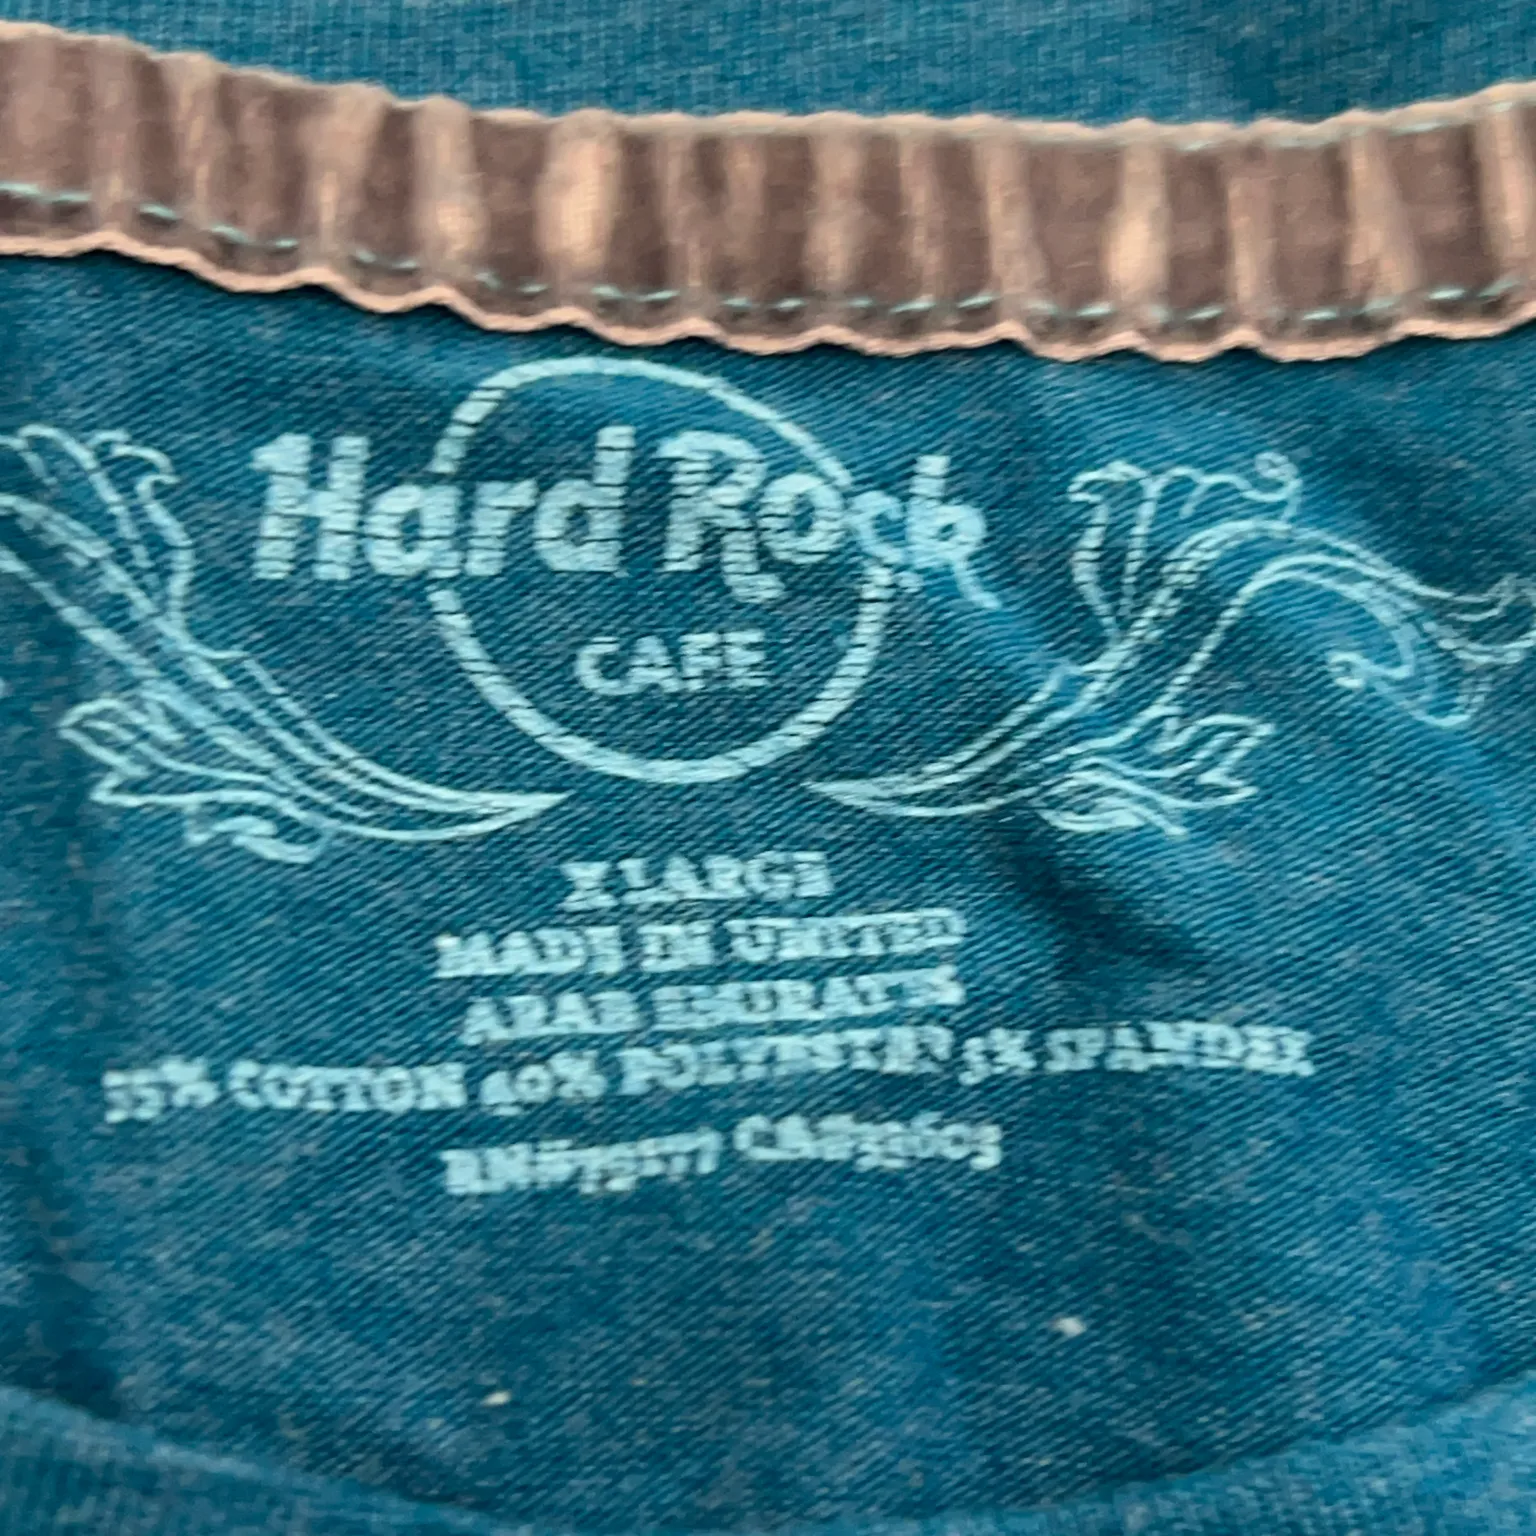 Hard Rock
CAFE
X LARGE
MADE IN UNITED
ARAB EMIRATES
55% COTTON 40% POLYESTER 5% SPANDEX